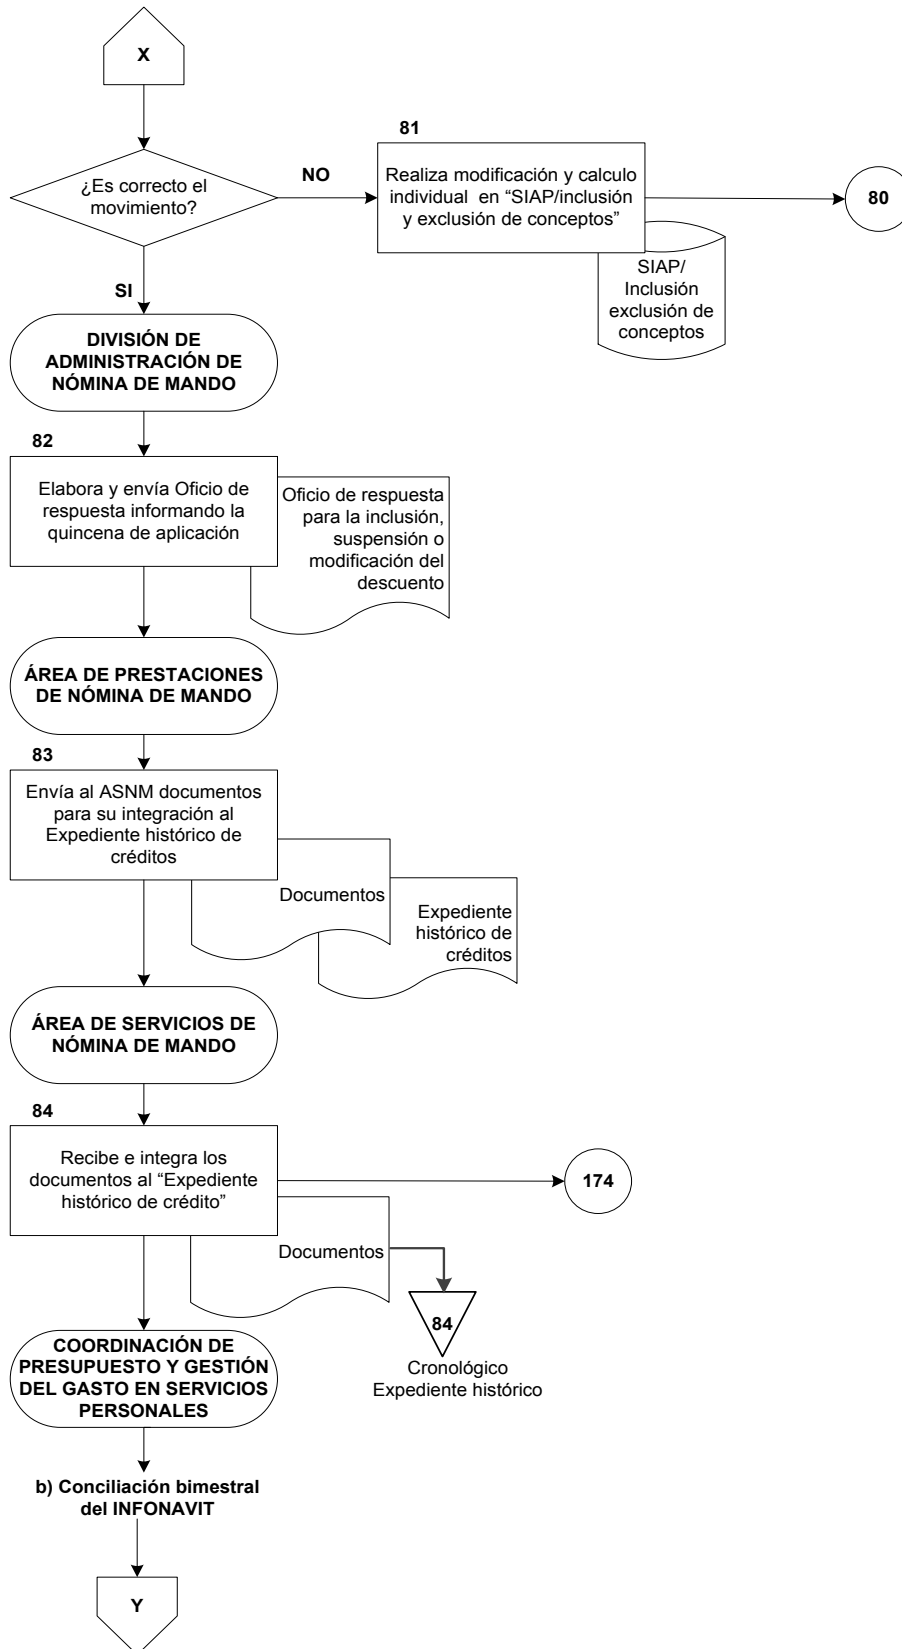 X
81
¿Es correcto el
movimiento?
NO
Realiza modificación y calculo
individual en “SIAP/inclusión
y exclusión de conceptos”
80
SIAP/
Inclusión
exclusión de
conceptos
SI
DIVISIÓN DE
ADMINISTRACIÓN DE
NÓMINA DE MANDO
82
Elabora y envía Oficio de
respuesta informando la
quincena de aplicación
Oficio de respuesta
para la inclusión,
suspensión o
modificación del
descuento
ÁREA DE PRESTACIONES
DE NÓMINA DE MANDO
83
Envía al ASNM documentos
para su integración al
Expediente histórico de
créditos
Documentos
Expediente
histórico de
créditos
ÁREA DE SERVICIOS DE
NÓMINA DE MANDO
84
Recibe e integra los
documentos al “Expediente
histórico de crédito”
174
Documentos
84
Cronológico
Expediente histórico
COORDINACIÓN DE
PRESUPUESTO Y GESTIÓN
DEL GASTO EN SERVICIOS
PERSONALES
b) Conciliación bimestral
del INFONAVIT
Y